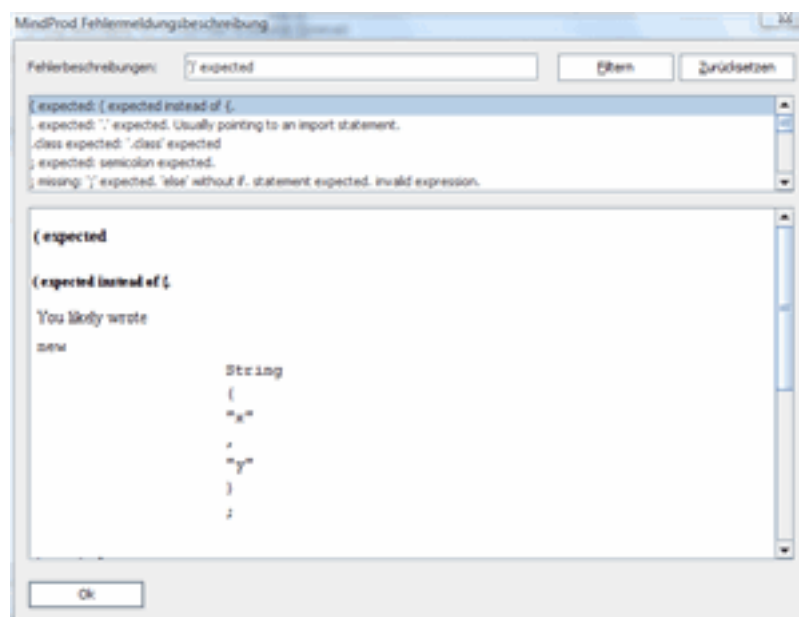 MindProd Fehlermeldungsbeschreibung
Fehlerbeschreibungen: ')' expected Filtern Zurücksetzen
( expected: ( expected instead of {.
. expected: '.' expected. Usually pointing to an import statement.
.class expected: '.class' expected
; expected: semicolon expected.
; missing: ';' expected. 'else' without if. statement expected. invalid expression.
( expected
( expected instead of {.
You likely wrote
new
String
{
"x"
,
"y"
}
;
Ok